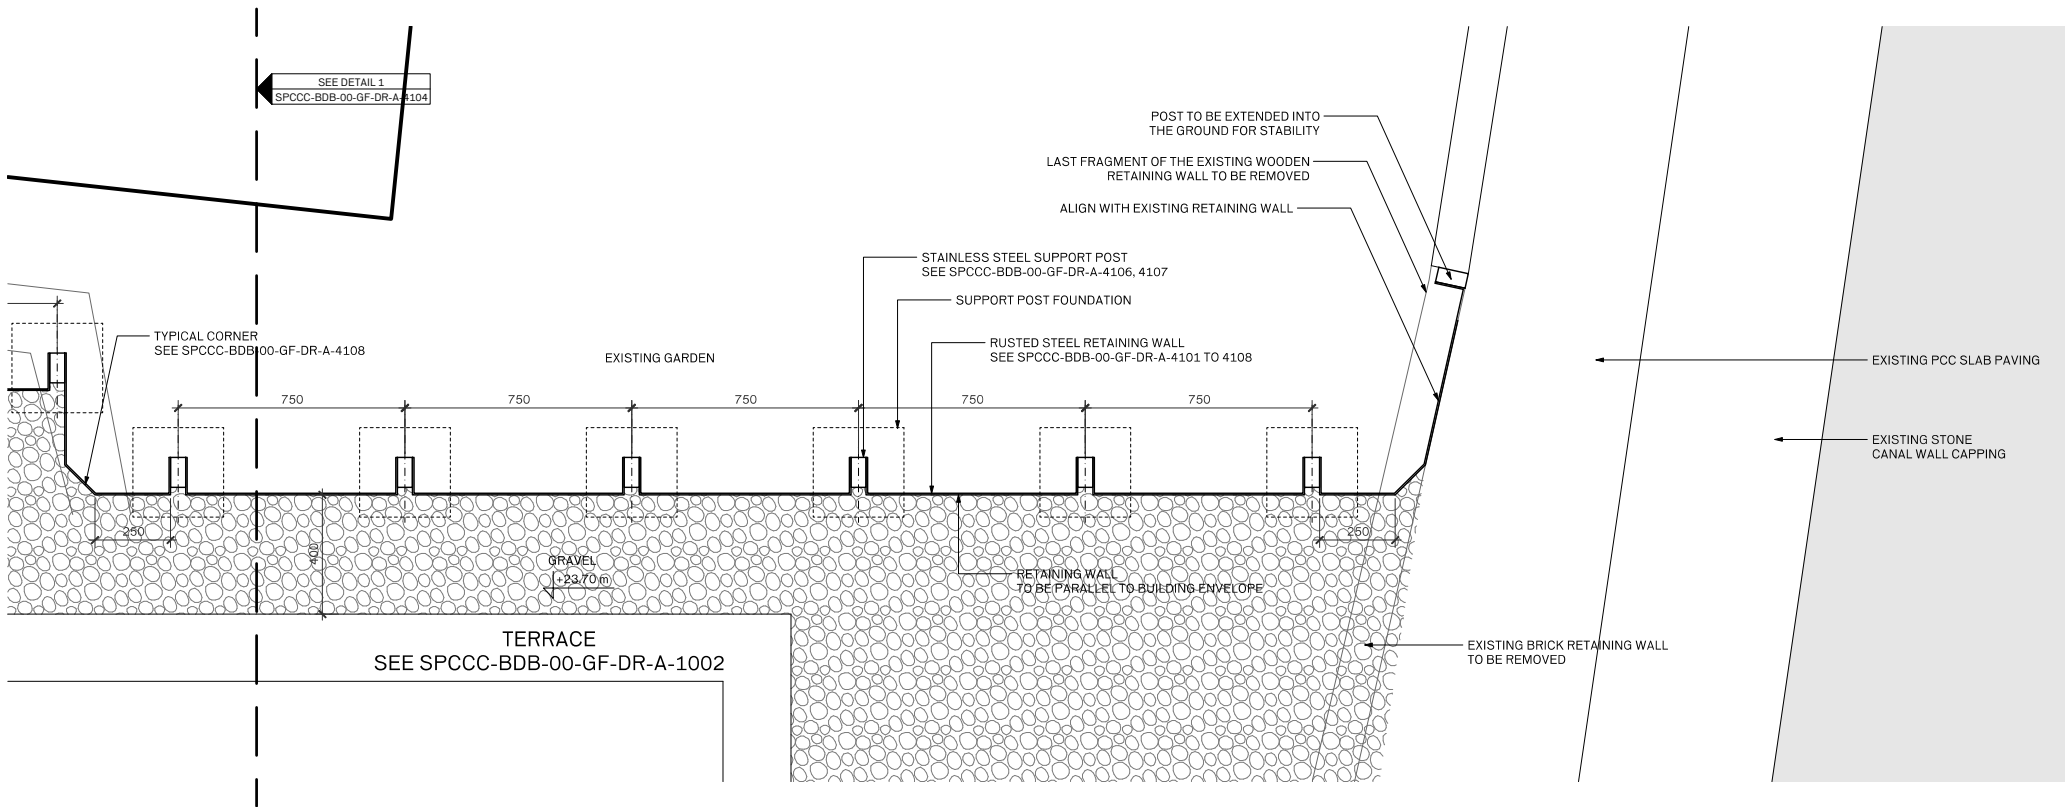 SEE DETAIL 1
SPCCC-BDB-00-GF-DR-A-4104
POST TO BE EXTENDED INTO
THE GROUND FOR STABILITY
LAST FRAGMENT OF THE EXISTING WOODEN
RETAINING WALL TO BE REMOVED
ALIGN WITH EXISTING RETAINING WALL
STAINLESS STEEL SUPPORT POST
SEE SPCCC-BDB-00-GF-DR-A-4106, 4107
SUPPORT POST FOUNDATION
TYPICAL CORNER
SEE SPCCC-BDB-00-GF-DR-A-4108
EXISTING GARDEN
RUSTED STEEL RETAINING WALL
SEE SPCCC-BDB-00-GF-DR-A-4101 TO 4108
EXISTING PCC SLAB PAVING
750
750
750
750
750
EXISTING STONE
CANAL WALL CAPPING
250
400
250
GRAVEL
+23.70 m
RETAINING WALL
TO BE PARALLEL TO BUILDING ENVELOPE
TERRACE
SEE SPCCC-BDB-00-GF-DR-A-1002
EXISTING BRICK RETAINING WALL
TO BE REMOVED